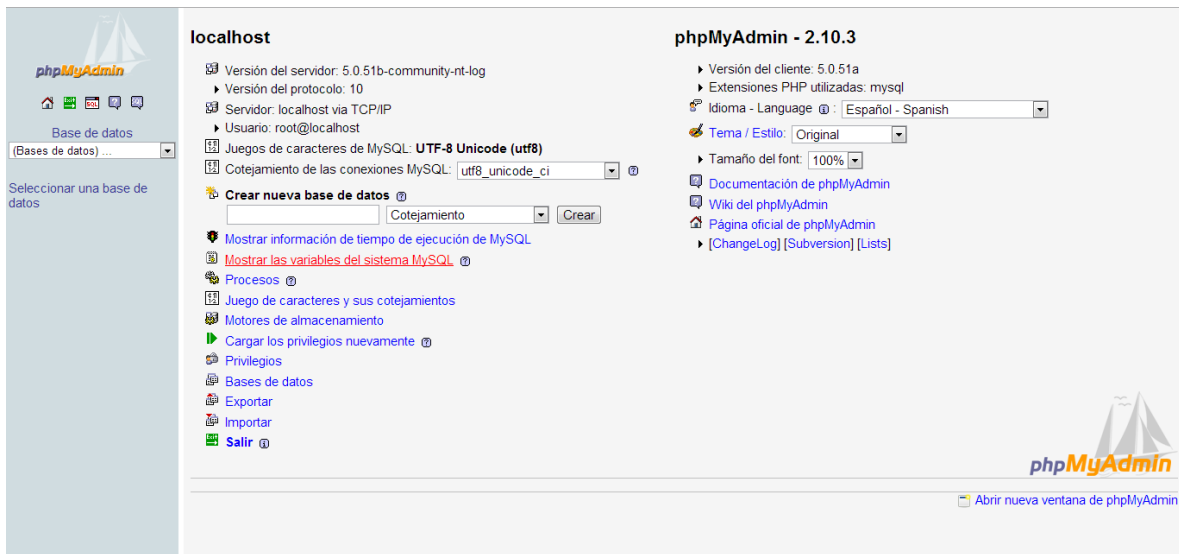 phpMyAdmin
Base de datos
(Bases de datos) ...
Seleccionar una base de
datos
localhost
Versión del servidor: 5.0.51b-community-nt-log
Versión del protocolo: 10
Servidor: localhost via TCP/IP
Usuario: root@localhost
Juegos de caracteres de MySQL: UTF-8 Unicode (utf8)
Cotejamiento de las conexiones MySQL: utf8_unicode_ci
Crear nueva base de datos
Cotejamiento Crear
Mostrar información de tiempo de ejecución de MySQL
Mostrar las variables del sistema MySQL
Procesos
Juego de caracteres y sus cotejamientos
Motores de almacenamiento
Cargar los privilegios nuevamente
Privilegios
Bases de datos
Exportar
Importar
Salir
phpMyAdmin - 2.10.3
Versión del cliente: 5.0.51a
Extensiones PHP utilizadas: mysql
Idioma - Language : Español - Spanish
Tema / Estilo: Original
Tamaño del font: 100%
Documentación de phpMyAdmin
Wiki del phpMyAdmin
Página oficial de phpMyAdmin
[ChangeLog] [Subversion] [Lists]
phpMyAdmin
Abrir nueva ventana de phpMyAdmin